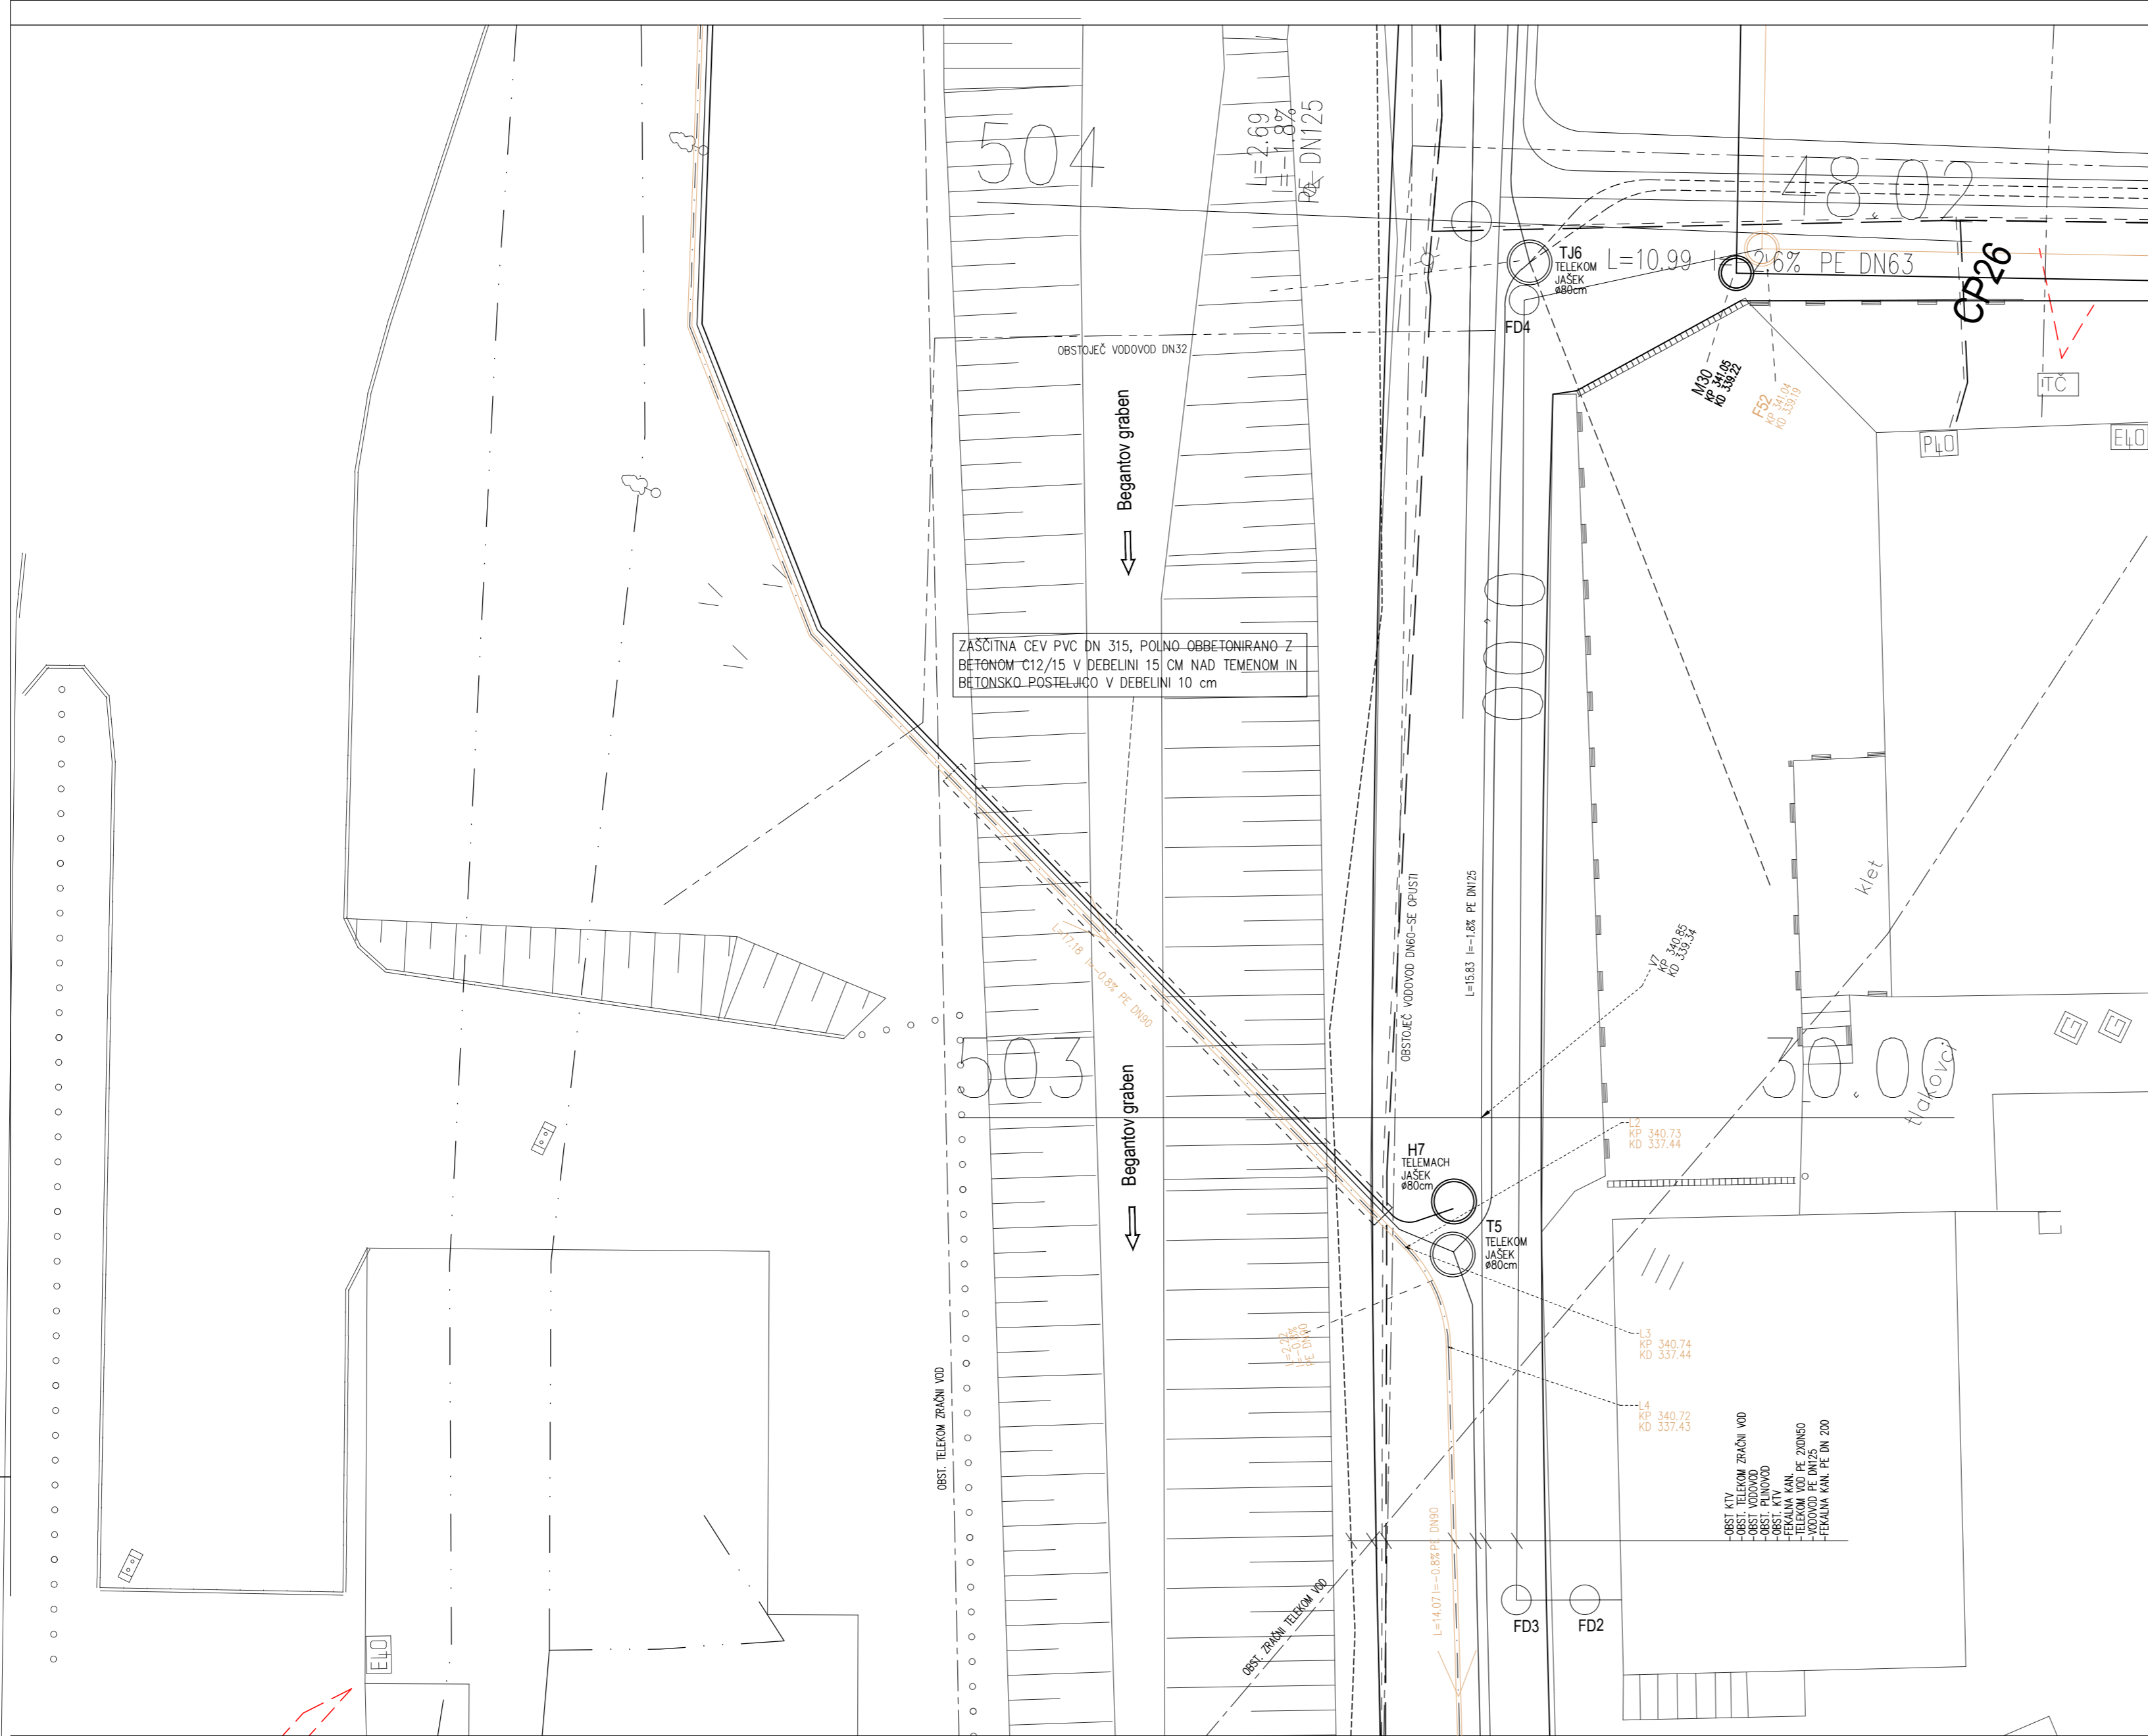 504
L=2.69
I=-1.8%
PE DN125
48,02
TJ6
TELEKOM
JAŠEK
ø80cm
L=10.99 I=-2.6% PE DN63
CP26
FD4
OBSTOJEČ VODOVOD DN32
M30
KP 341.05
KD 339.22
F52
KP 341.04
KD 339.19
TČ
PLO
ELO
Begantov graben
ZAŠČITNA CEV PVC DN 315, POLNO OBBETONIRANO Z
BETONOM C12/15 V DEBELINI 15 CM NAD TEMENOM IN
BETONSKO POSTELJICO V DEBELINI 10 cm
klet
OBSTOJEČ VODOVOD DN60-SE OPUSTI
L=15.83 I=-1.8% PE DN125
V7
KP 340.85
KD 339.34
L=17.18 I=-0.8% PE DN90
503
30,00
tlakovci
Begantov graben
H7
TELEMACH
JAŠEK
ø80cm
L2
KP 340.73
KD 337.44
T5
TELEKOM
JAŠEK
ø80cm
L=2.22
I=-0.8%
PE DN90
L3
KP 340.74
KD 337.44
L4
KP 340.72
KD 337.43
OBST. TELEKOM ZRAČNI VOD
OBST KTV
OBST. TELEKOM ZRAČNI VOD
OBST VODOVOD
OBST. PLINOVOD
OBST. KTV
FEKALNA KAN.
TELEKOM VOD PE 2XDN50
VODOVOD PE DN125
FEKALNA KAN. PE DN 200
L=14.07 I=-0.8% PE DN90
OBST. ZRAČNI TELEKOM VOD
FD3
FD2
ELO